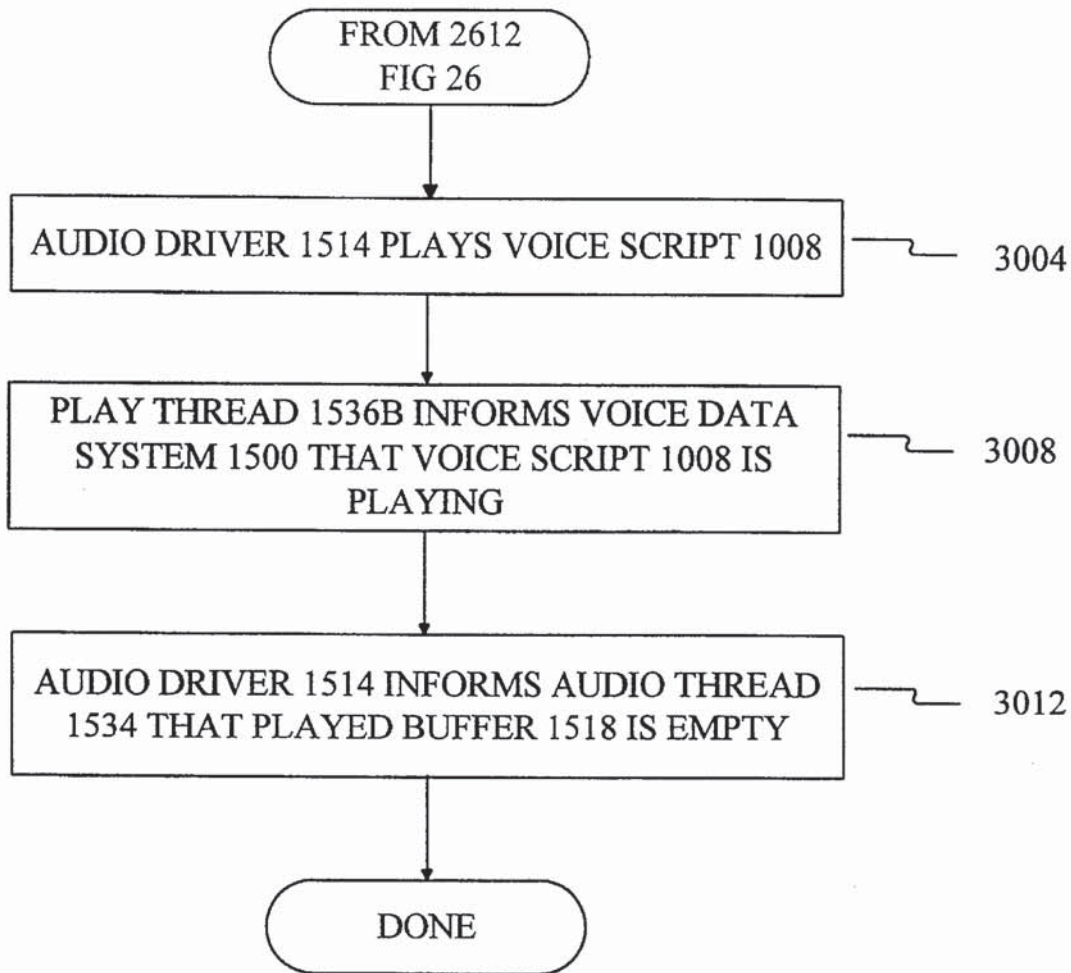 FROM 2612
FIG 26
AUDIO DRIVER 1514 PLAYS VOICE SCRIPT 1008
3004
PLAY THREAD 1536B INFORMS VOICE DATA
SYSTEM 1500 THAT VOICE SCRIPT 1008 IS
PLAYING
3008
AUDIO DRIVER 1514 INFORMS AUDIO THREAD
1534 THAT PLAYED BUFFER 1518 IS EMPTY
3012
DONE